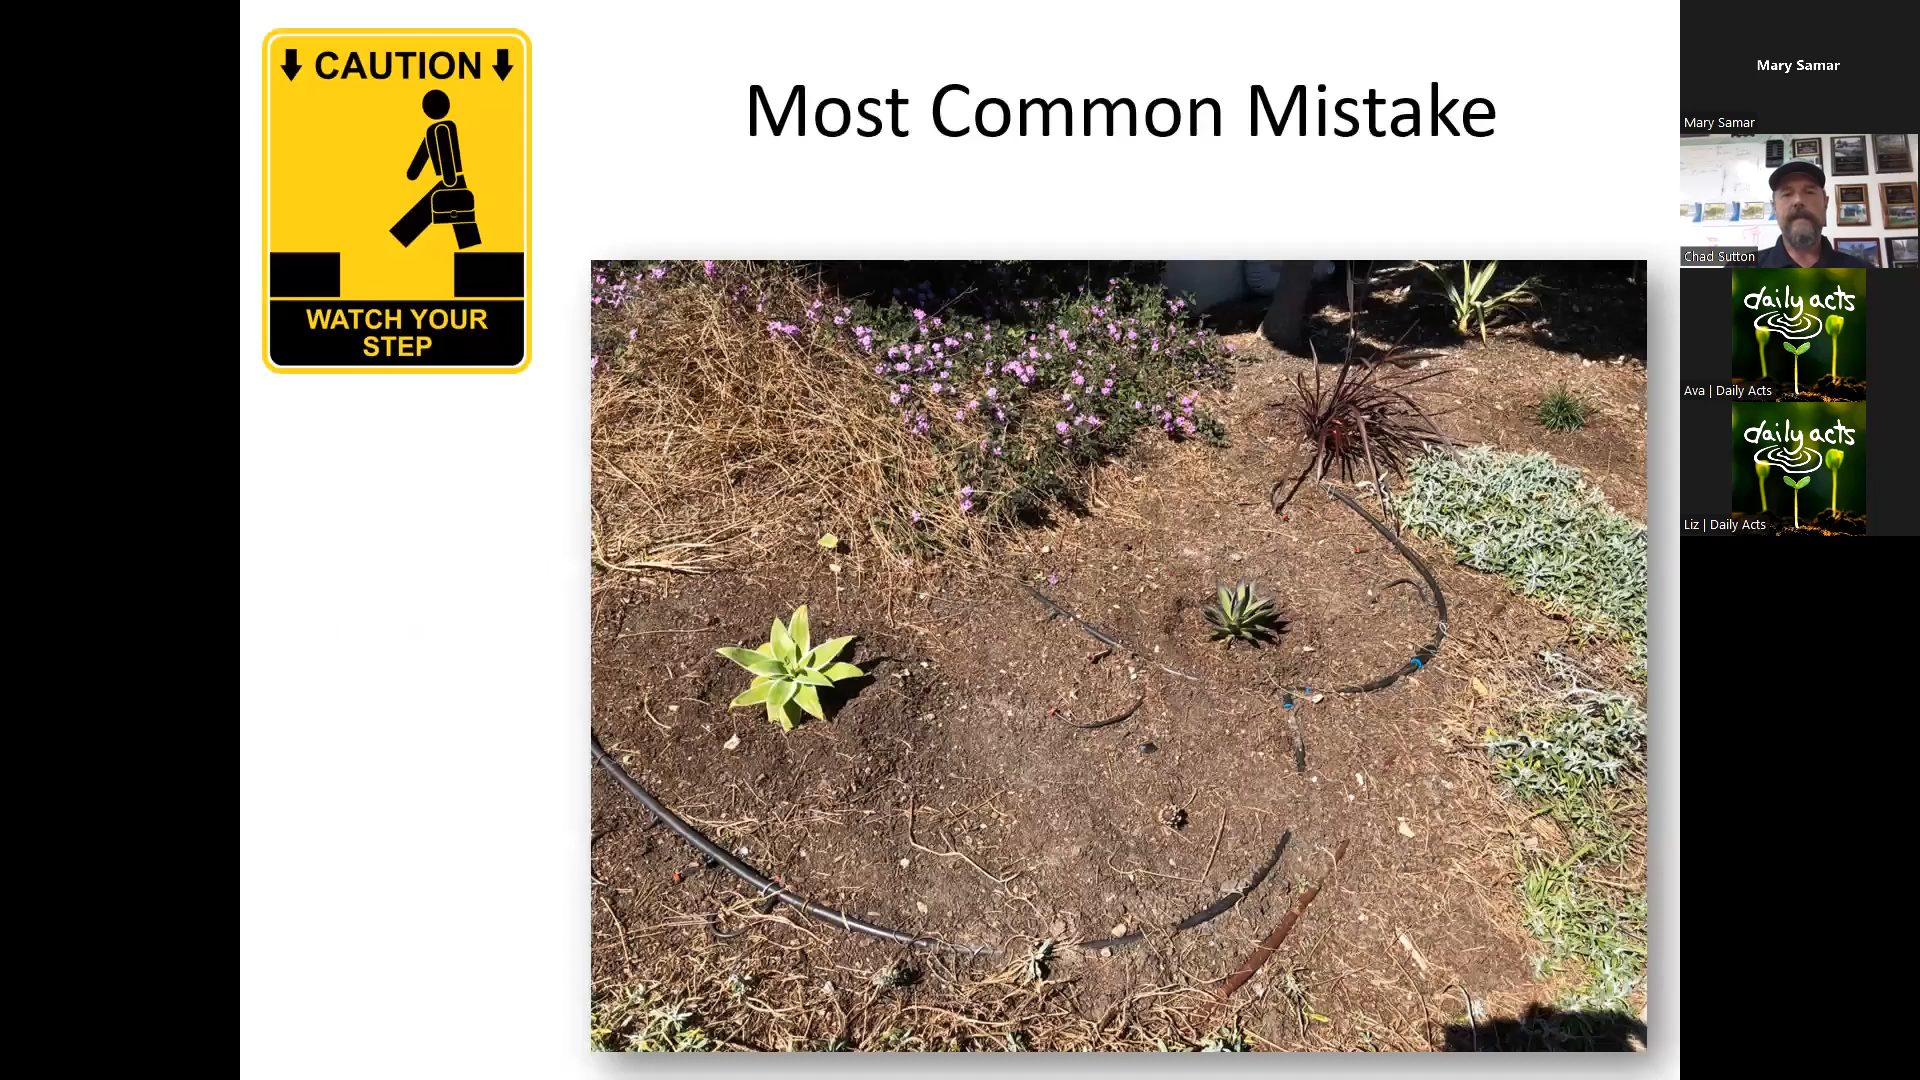 CAUTION
WATCH YOUR
STEP
Most Common Mistake
Mary Samar
Mary Samar
Chad Sutton
daily acts
Ava | Daily Acts
daily acts
Liz | Daily Acts